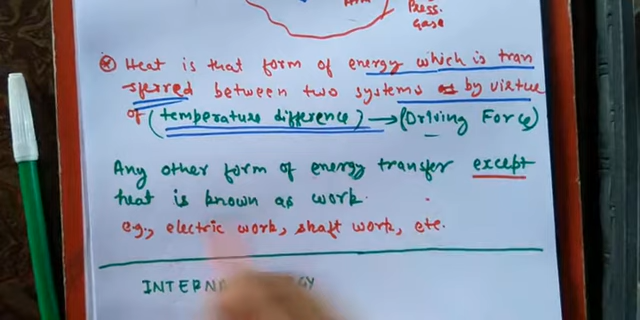 Press.
Gase
Heat is that form of energy which is tran
sferred between two systems by virtue
of (temperature difference) → (Driving Force)
Any other form of energy transfer except
heat is known as work.
eg., electric work, shaft work, etc.